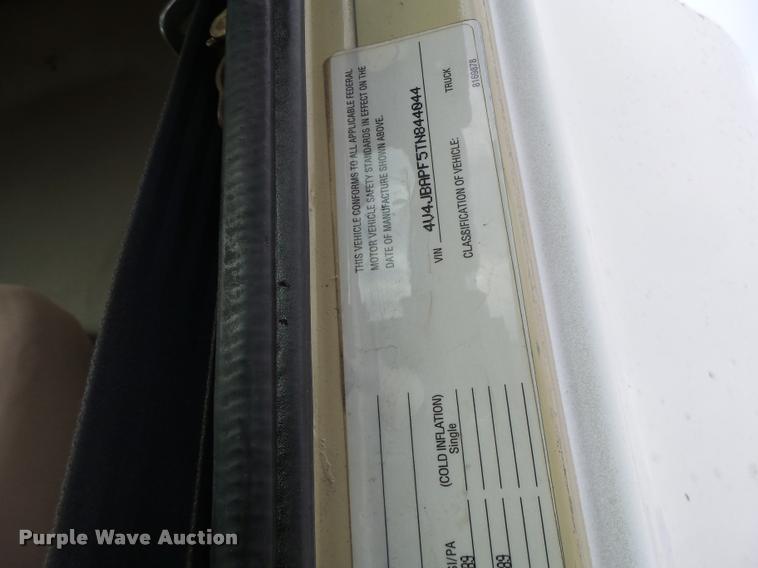 THIS VEHICLE CONFORMS TO ALL APPLICABLE FEDERAL
MOTOR VEHICLE SAFETY STANDARDS IN EFFECT ON THE
DATE OF MANUFACTURE SHOWN ABOVE.
VIN 4V4JBAPF5TN844044
CLASSIFICATION OF VEHICLE: TRUCK
8169878
(COLD INFLATION)
Single
SI/PA
89
89
Purple Wave Auction